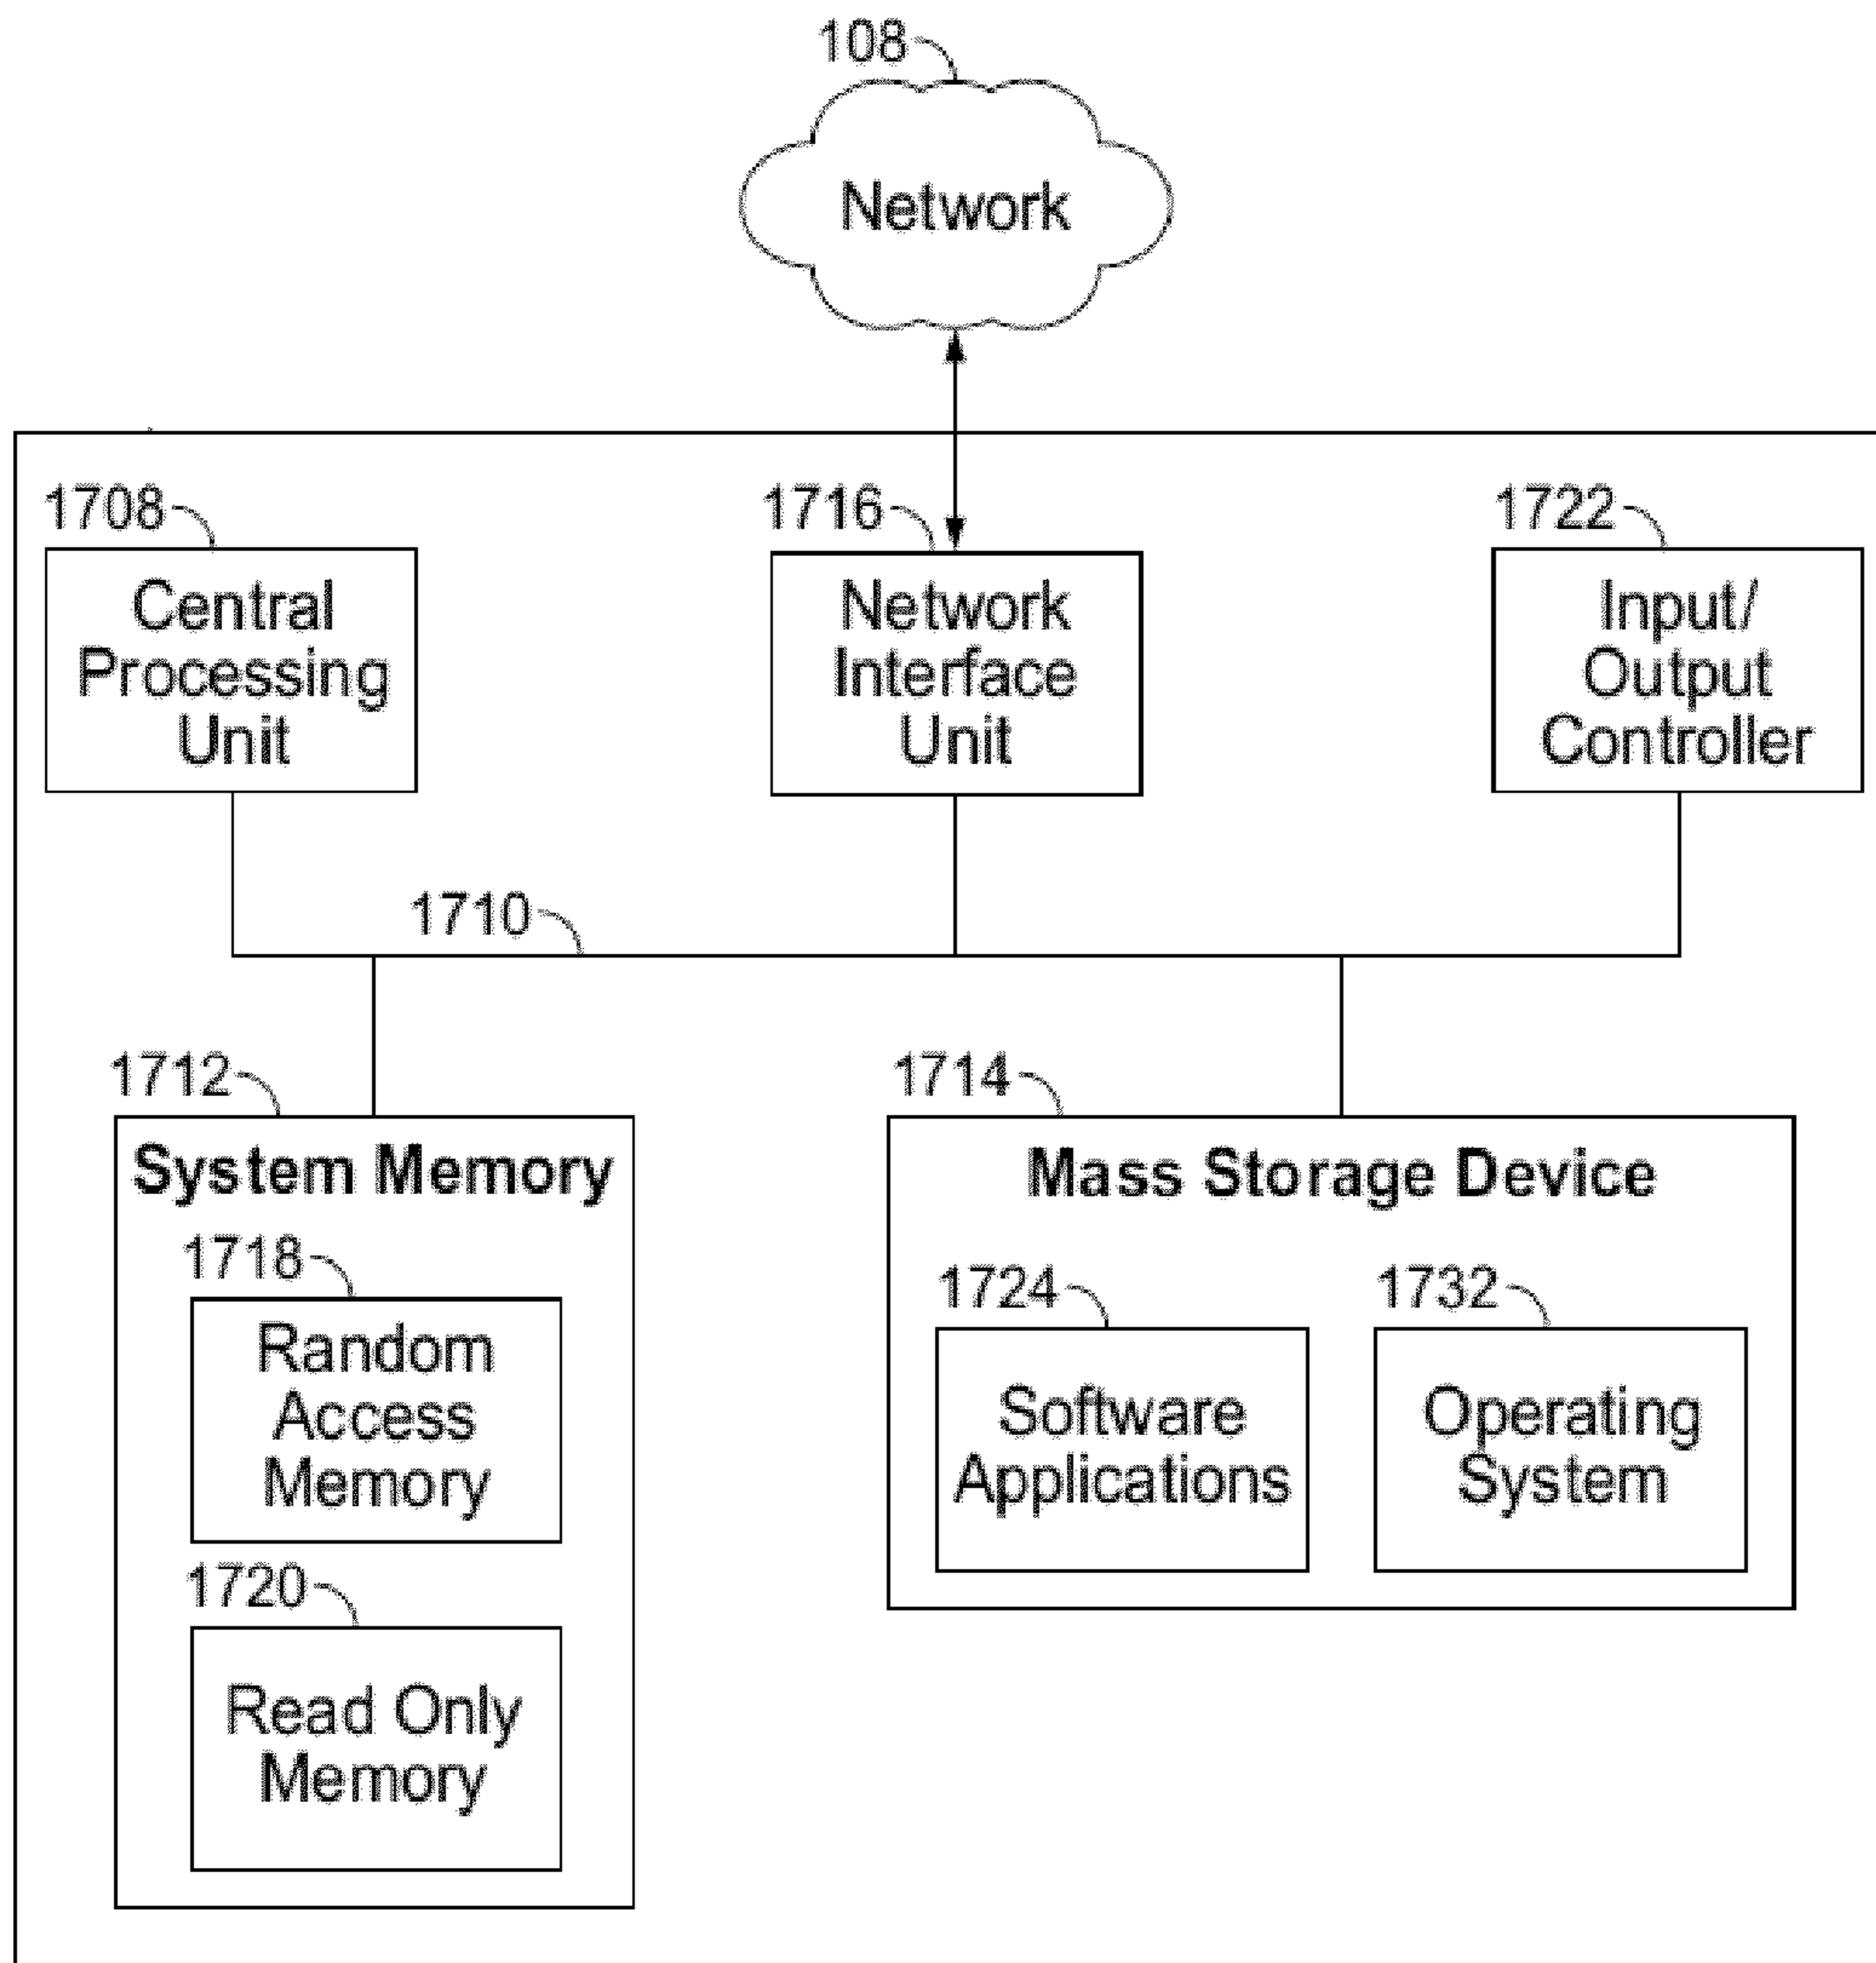 108
Network
1708
1716
1722
Central
Processing
Unit
Network
Interface
Unit
Input/
Output
Controller
1710
1712
1714
System Memory
Mass Storage Device
1718
Random
Access
Memory
1724
Software
Applications
1732
Operating
System
1720
Read Only
Memory